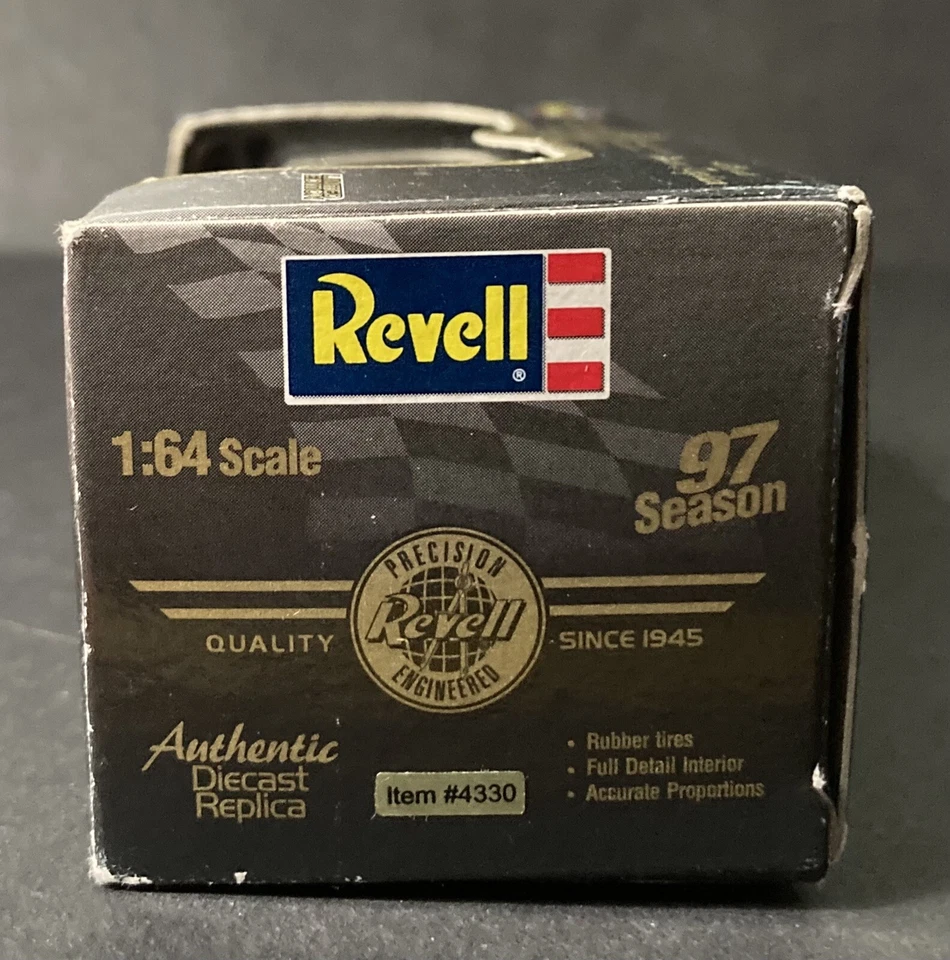 Revell
®
1:64 Scale
97
Season
PRECISION
Revell
ENGINEERED
QUALITY
SINCE 1945
Authentic
Diecast
Replica
Item #4330
• Rubber tires
• Full Detail Interior
• Accurate Proportions